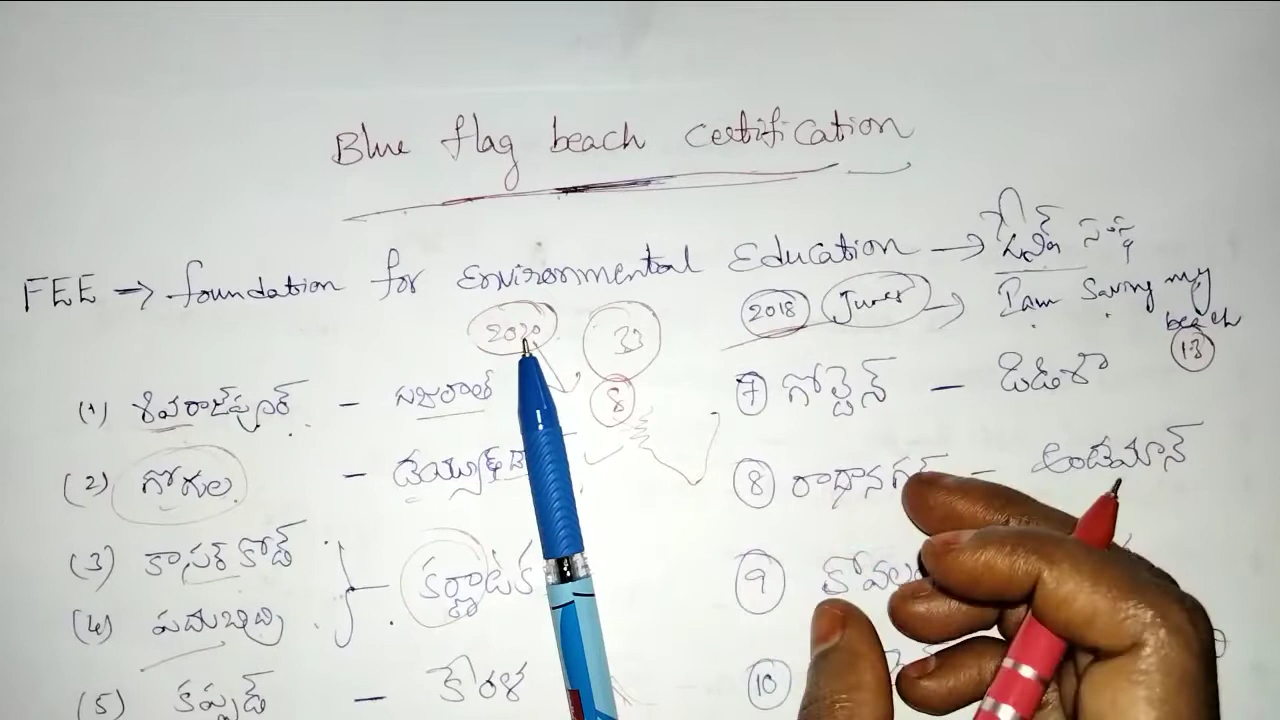 Blue flag beach certification
FEE → foundation for Environmental Education →
2020 33 2018 June → I am Saving my beach
8 13
(1) శివరాజ్‌పూర్ – గుజరాత్
(2) ఘోఘల –
(3) కాసర్ కోడ్
(4) పదుబిద్రి
కర్ణాటక
(5) కప్పడ్ – కేరళ
7 గోల్డెన్ – ఒడిశా
8 రాధానగర్ – అండమాన్
9
10